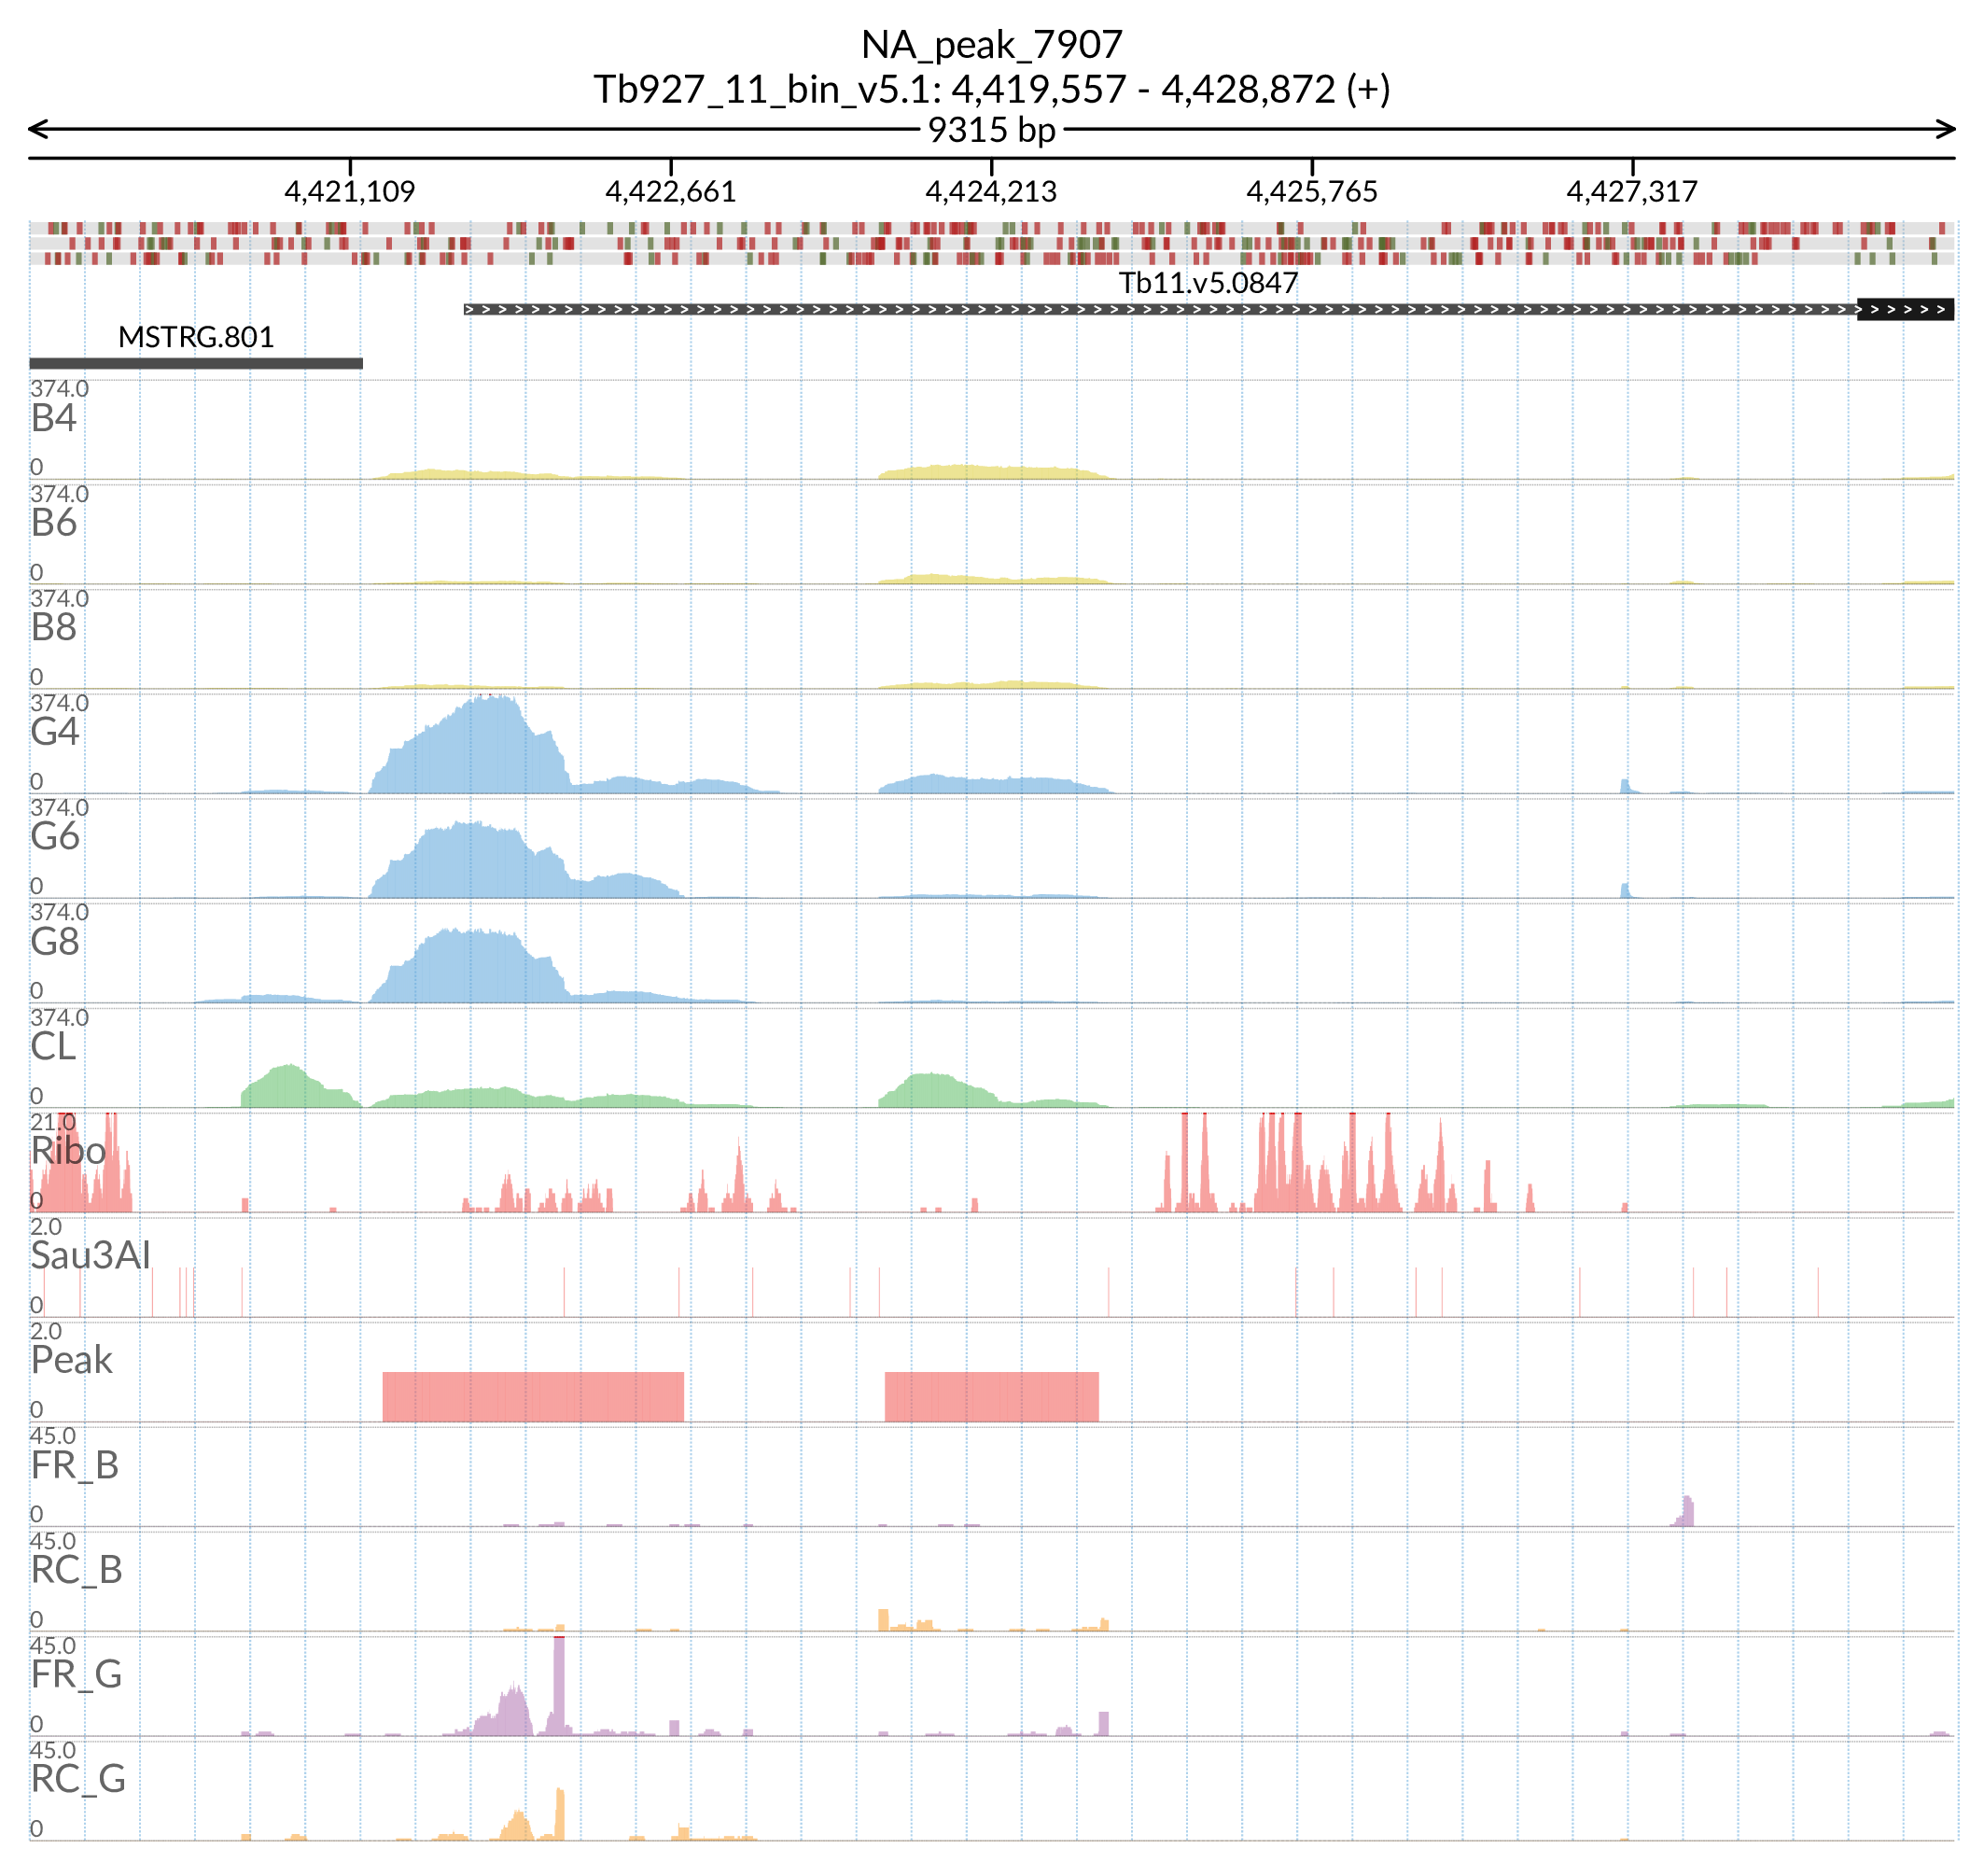 NA_peak_7907
Tb927_11_bin_v5.1: 4,419,557 - 4,428,872 (+)
9315 bp
4,421,109 4,422,661 4,424,213 4,425,765 4,427,317
Tb11.v5.0847
MSTRG.801
374.0
B4
0
374.0
B6
0
374.0
B8
0
374.0
G4
0
374.0
G6
0
374.0
G8
0
374.0
CL
0
21.0
Ribo
0
2.0
Sau3AI
0
2.0
Peak
0
45.0
FR_B
0
45.0
RC_B
0
45.0
FR_G
0
45.0
RC_G
0